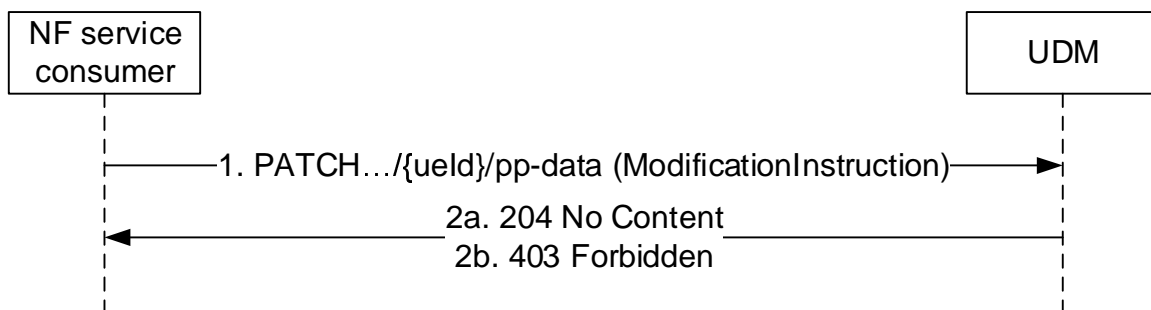 NF service
consumer
UDM
1. PATCH…/{ueId}/pp-data (ModificationInstruction)
2a. 204 No Content
2b. 403 Forbidden